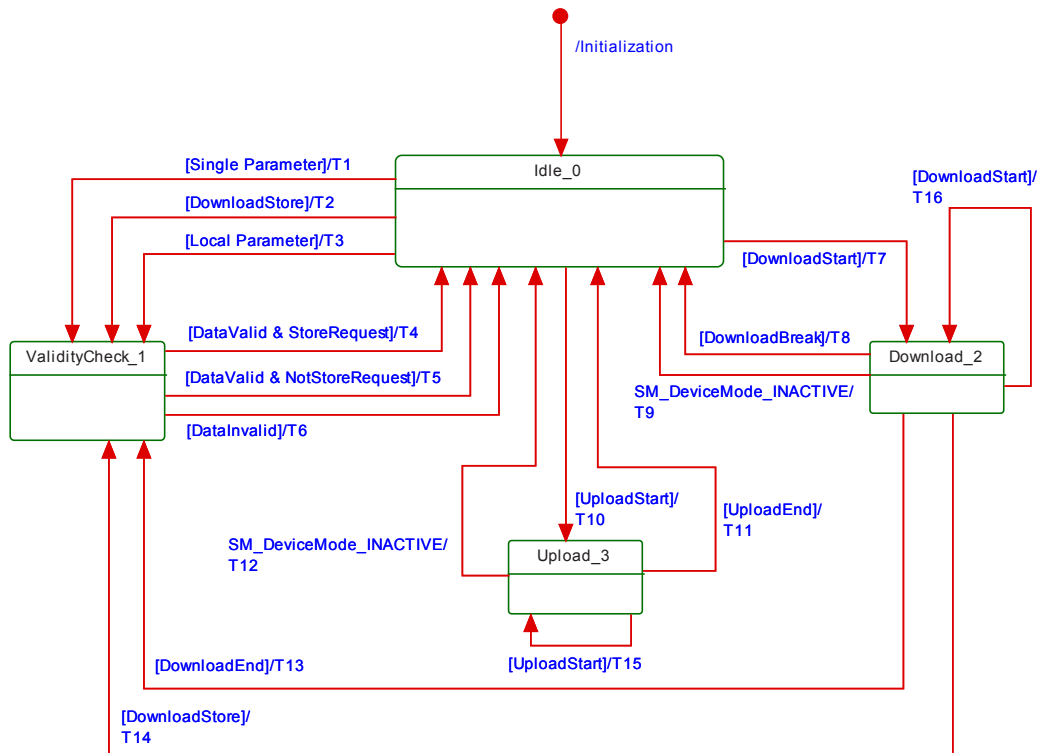 /Initialization
Idle_0
[Single Parameter]/T1
[DownloadStore]/T2
[Local Parameter]/T3
[DownloadStart]/
T16
[DownloadStart]/T7
[DataValid & StoreRequest]/T4
[DownloadBreak]/T8
ValidityCheck_1
Download_2
[DataValid & NotStoreRequest]/T5
SM_DeviceMode_INACTIVE/
T9
[DataInvalid]/T6
[UploadStart]/
T10
[UploadEnd]/
T11
SM_DeviceMode_INACTIVE/
T12
Upload_3
[UploadStart]/T15
[DownloadEnd]/T13
[DownloadStore]/
T14